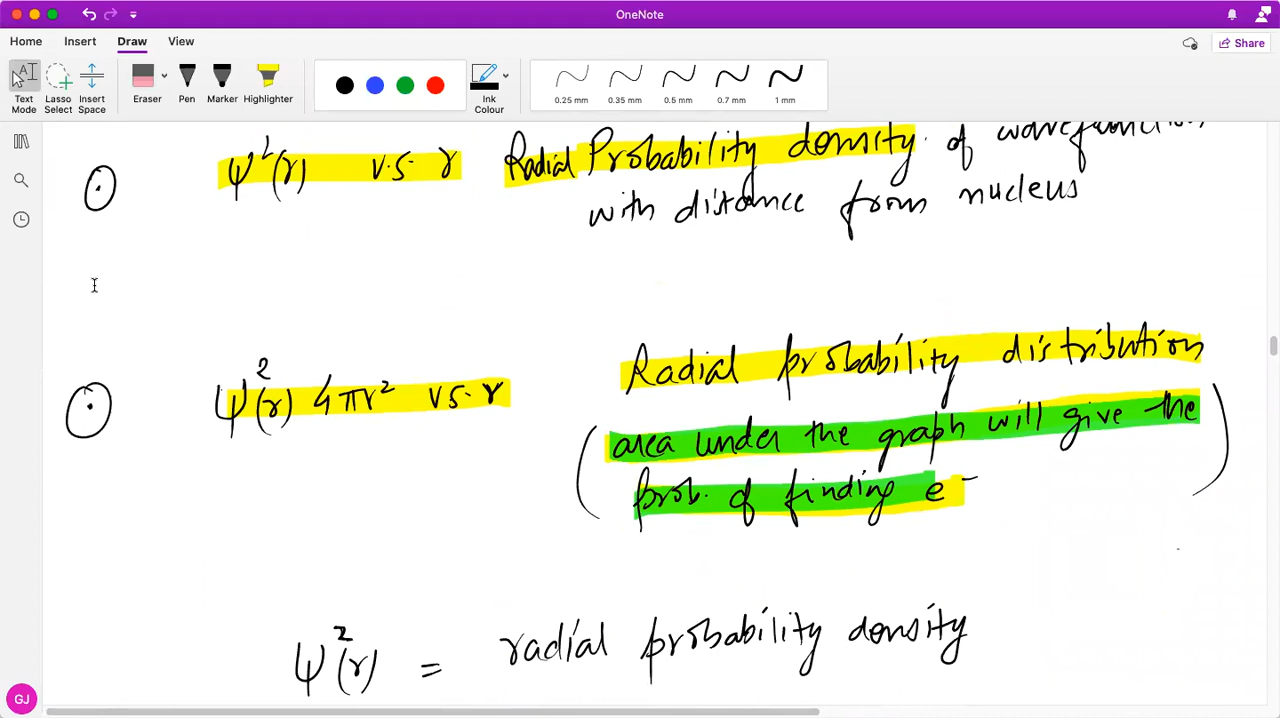 OneNote
Home Insert Draw View
Share
Text Mode
Lasso Select
Insert Space
Eraser
Pen
Marker
Highlighter
Ink Colour
0.25 mm 0.35 mm 0.5 mm 0.7 mm 1 mm
ψ²(r) v.s. r Radial Probability density of wavefunction
with distance from nucleus
ψ²(r) 4πr² vs. r Radial probability distribution
(area under the graph will give the
prob. of finding e⁻)
ψ²(r) = radial probability density
GJ